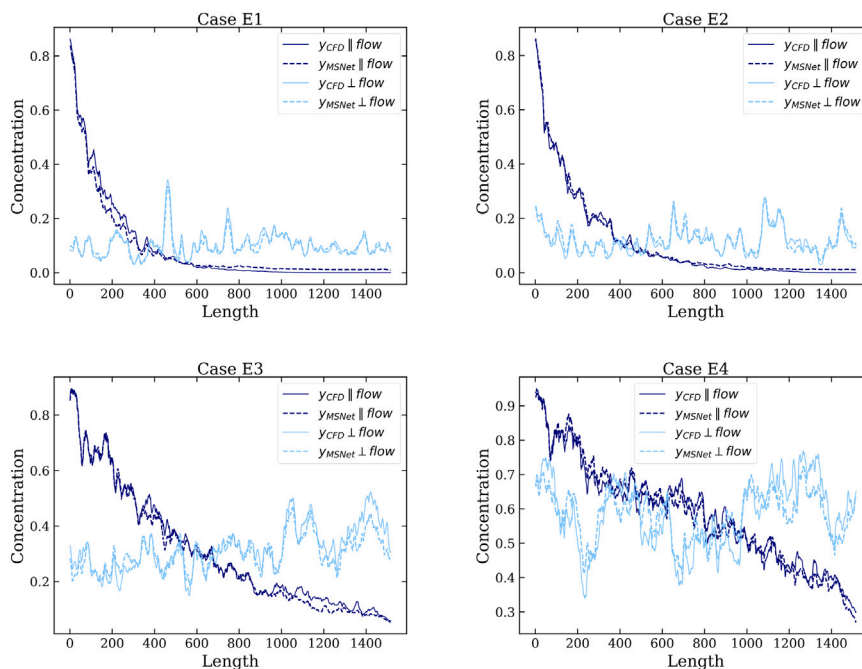 Case E1
Concentration
0.8
0.6
0.4
0.2
0.0
y_CFD ∥ flow
y_MSNet ∥ flow
y_CFD ⊥ flow
y_MSNet ⊥ flow
0 200 400 600 800 1000 1200 1400
Length
Case E2
Concentration
0.8
0.6
0.4
0.2
0.0
y_CFD ∥ flow
y_MSNet ∥ flow
y_CFD ⊥ flow
y_MSNet ⊥ flow
0 200 400 600 800 1000 1200 1400
Length
Case E3
Concentration
0.8
0.6
0.4
0.2
y_CFD ∥ flow
y_MSNet ∥ flow
y_CFD ⊥ flow
y_MSNet ⊥ flow
0 200 400 600 800 1000 1200 1400
Length
Case E4
Concentration
0.9
0.8
0.7
0.6
0.5
0.4
0.3
y_CFD ∥ flow
y_MSNet ∥ flow
y_CFD ⊥ flow
y_MSNet ⊥ flow
0 200 400 600 800 1000 1200 1400
Length